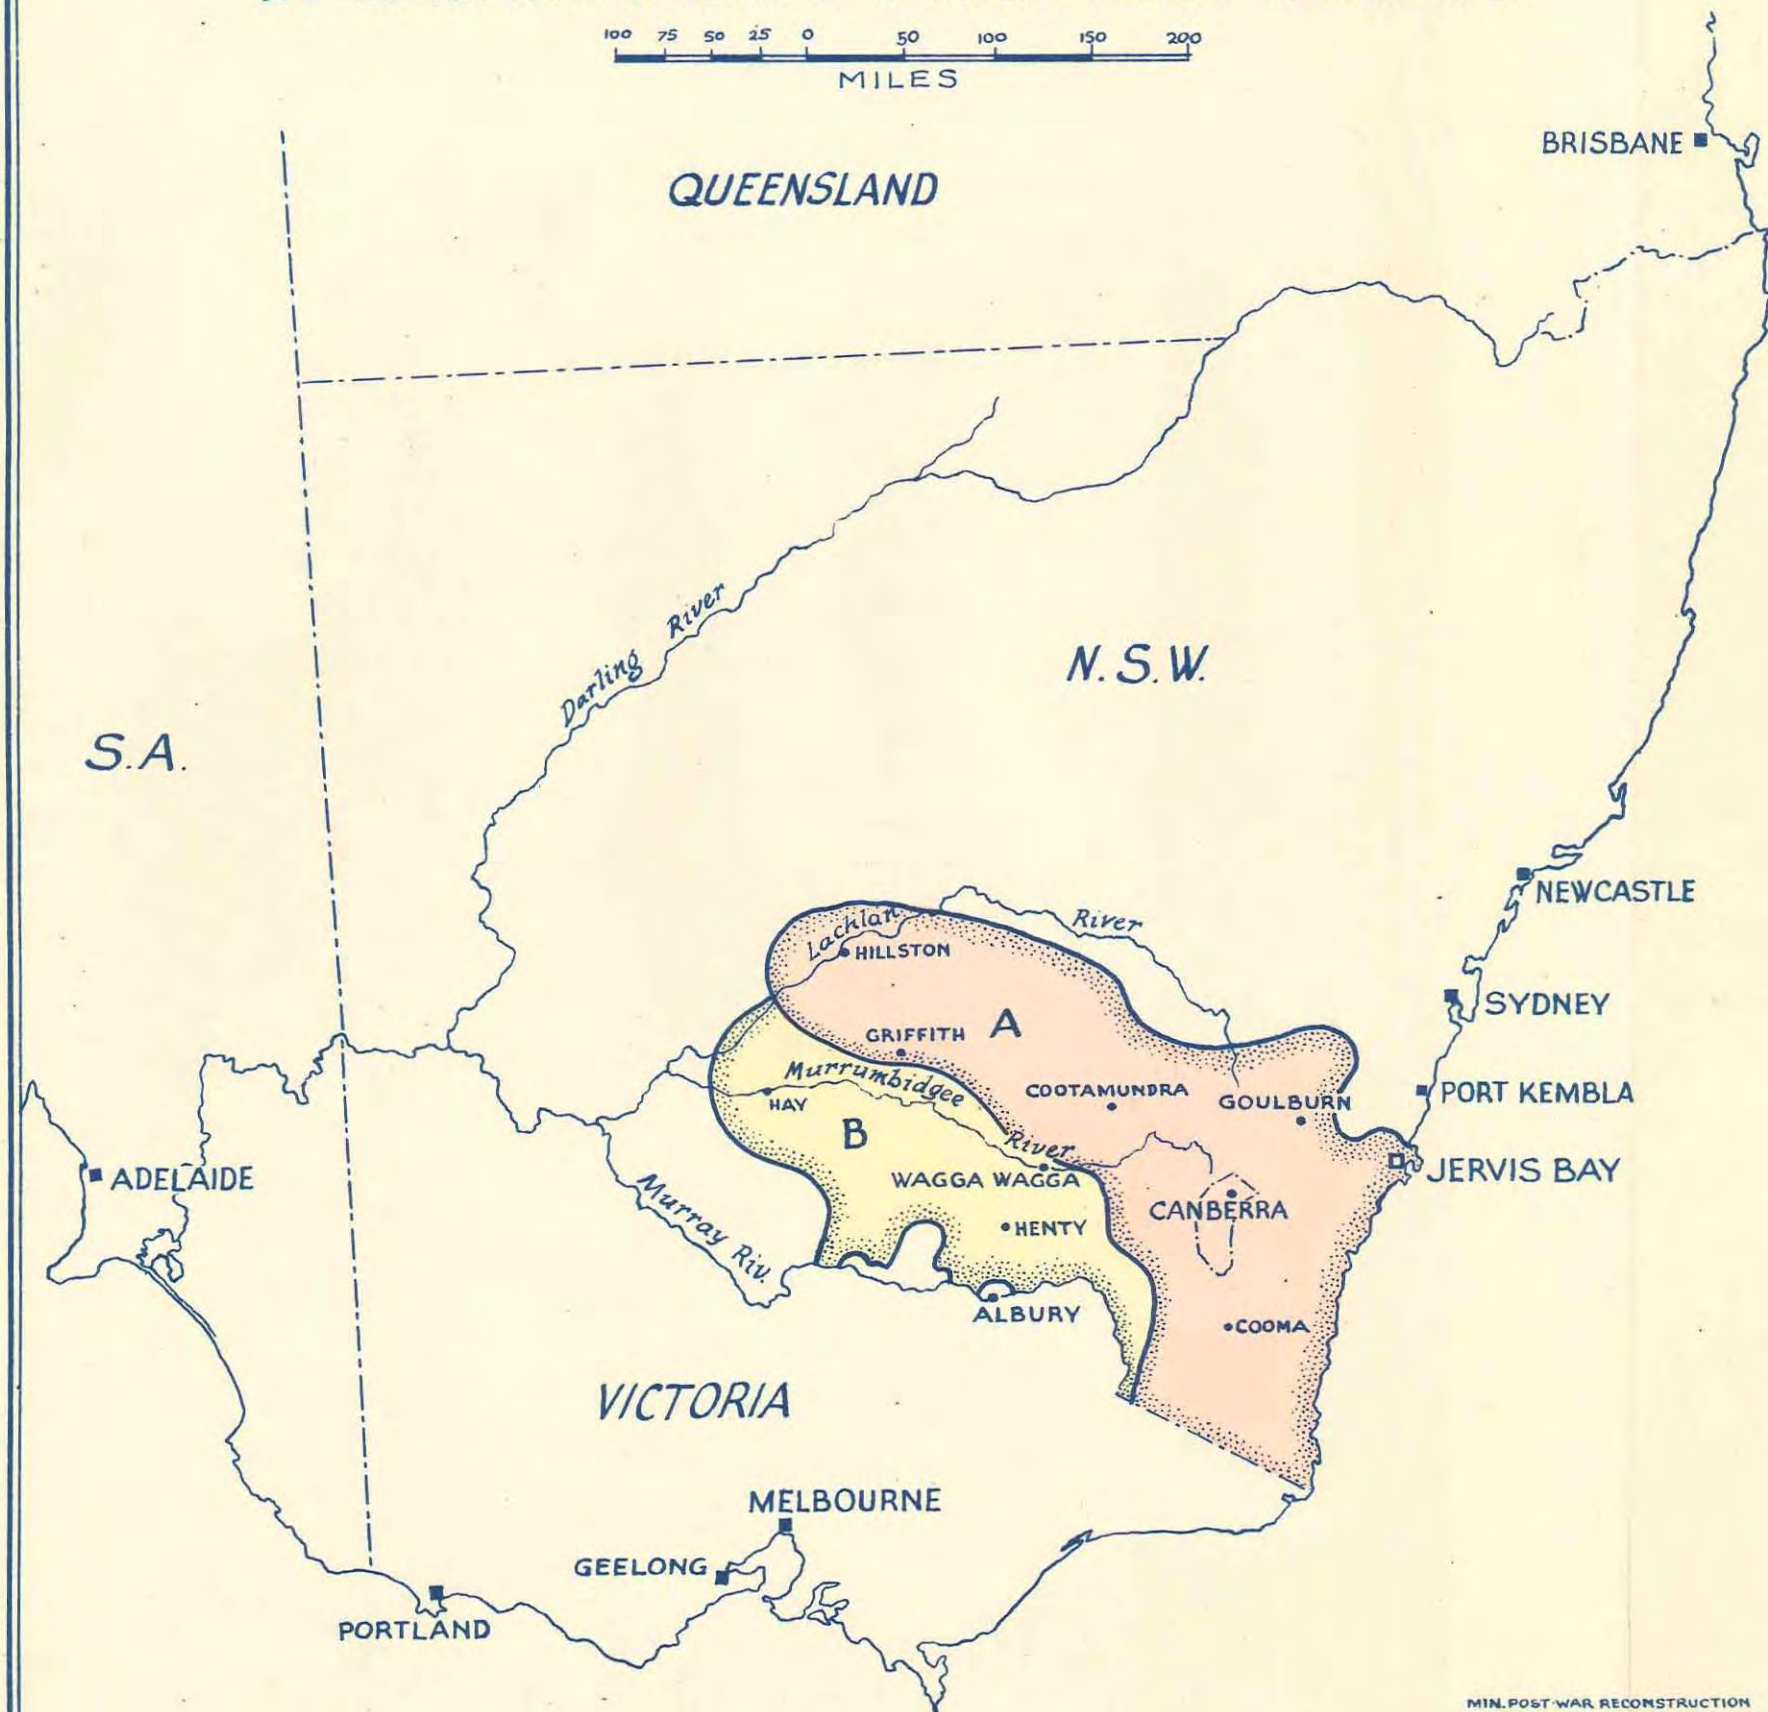 100 75 50 25 0 50 100 150 200
MILES
BRISBANE
QUEENSLAND
Darling River
N.S.W.
S.A.
NEWCASTLE
Lachlan River
HILLSTON
SYDNEY
A
GRIFFITH
Murrumbidgee River
COOTAMUNDRA
GOULBURN
PORT KEMBLA
HAY
B
JERVIS BAY
ADELAIDE
WAGGA WAGGA
CANBERRA
Murray Riv.
HENTY
ALBURY
COOMA
VICTORIA
MELBOURNE
GEELONG
PORTLAND
MIN. POST-WAR RECONSTRUCTION